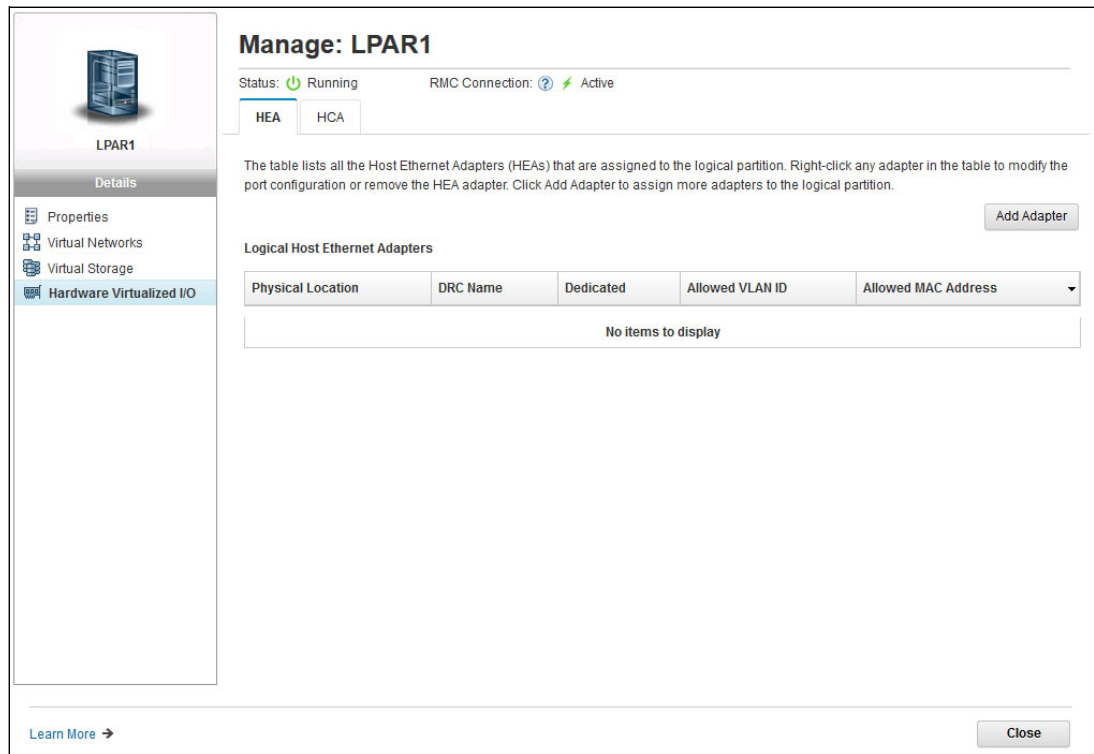 Manage: LPAR1
Status: Running RMC Connection: ? Active
HEA HCA
LPAR1
Details
Properties
Virtual Networks
Virtual Storage
Hardware Virtualized I/O
The table lists all the Host Ethernet Adapters (HEAs) that are assigned to the logical partition. Right-click any adapter in the table to modify the
port configuration or remove the HEA adapter. Click Add Adapter to assign more adapters to the logical partition.
Add Adapter
Logical Host Ethernet Adapters
Physical Location DRC Name Dedicated Allowed VLAN ID Allowed MAC Address
No items to display
Learn More
Close